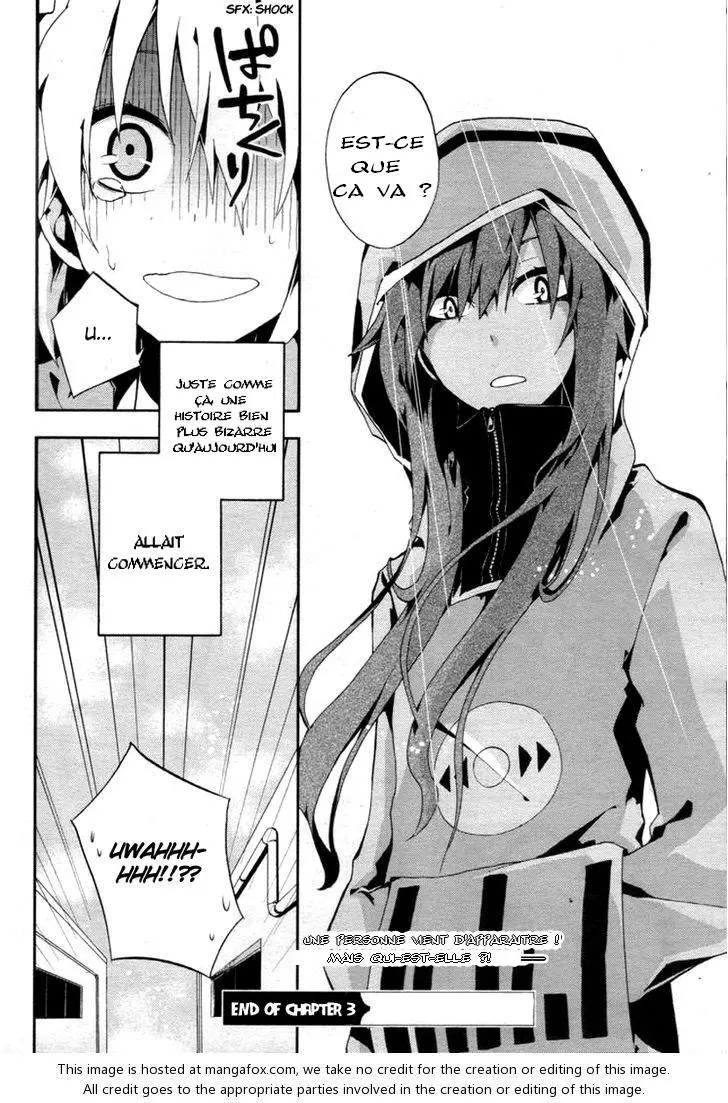 EST-CE
QUE
ÇA VA ?
SFX: SHOCK
ぱちくり
U...
JUSTE COMME
ÇÀ, UNE
HISTOIRE BIEN
PLUS BIZARRE
QU'AUJOURD'HUI
ALLAIT
COMMENCER.
UWAHHH-
HHH!!??
UNE PERSONNE VIENT D'APPARAITRE !
MAIS QUI-EST-ELLE ?!
END OF CHAPTER 3
This image is hosted at mangafox.com, we take no credit for the creation or editing of this image.
All credit goes to the appropriate parties involved in the creation or editing of this image.